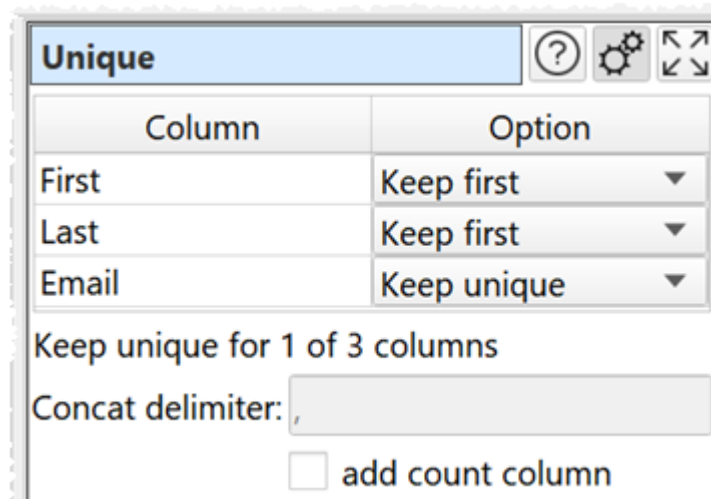 Unique
Column Option
First Keep first
Last Keep first
Email Keep unique
Keep unique for 1 of 3 columns
Concat delimiter: ,
add count column